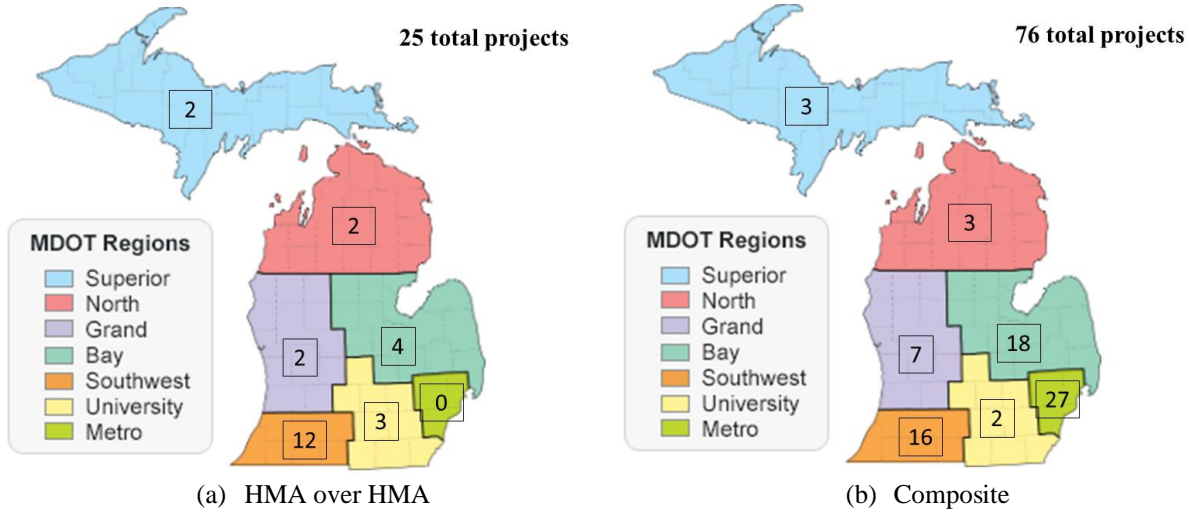 25 total projects
2
2
2
4
0
3
12
MDOT Regions
Superior
North
Grand
Bay
Southwest
University
Metro
(a) HMA over HMA
76 total projects
3
3
7
18
27
2
16
MDOT Regions
Superior
North
Grand
Bay
Southwest
University
Metro
(b) Composite